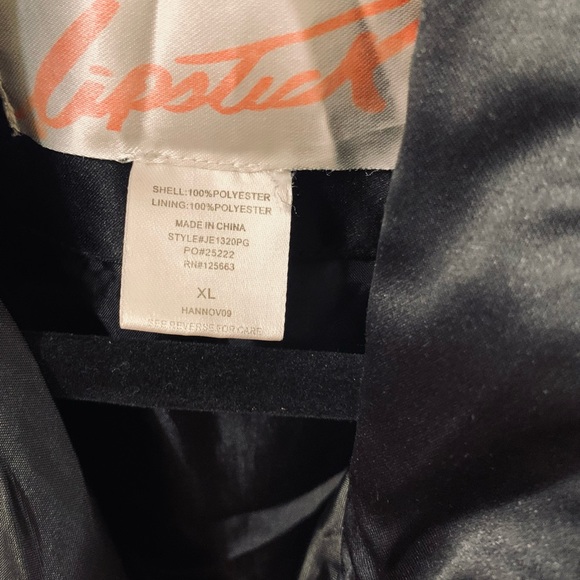 Lipstick
SHELL:100%POLYESTER
LINING:100%POLYESTER
MADE IN CHINA
STYLE#JE1320PG
PO#25222
RN#125663
XL
HANNOV09
SEE REVERSE FOR CARE